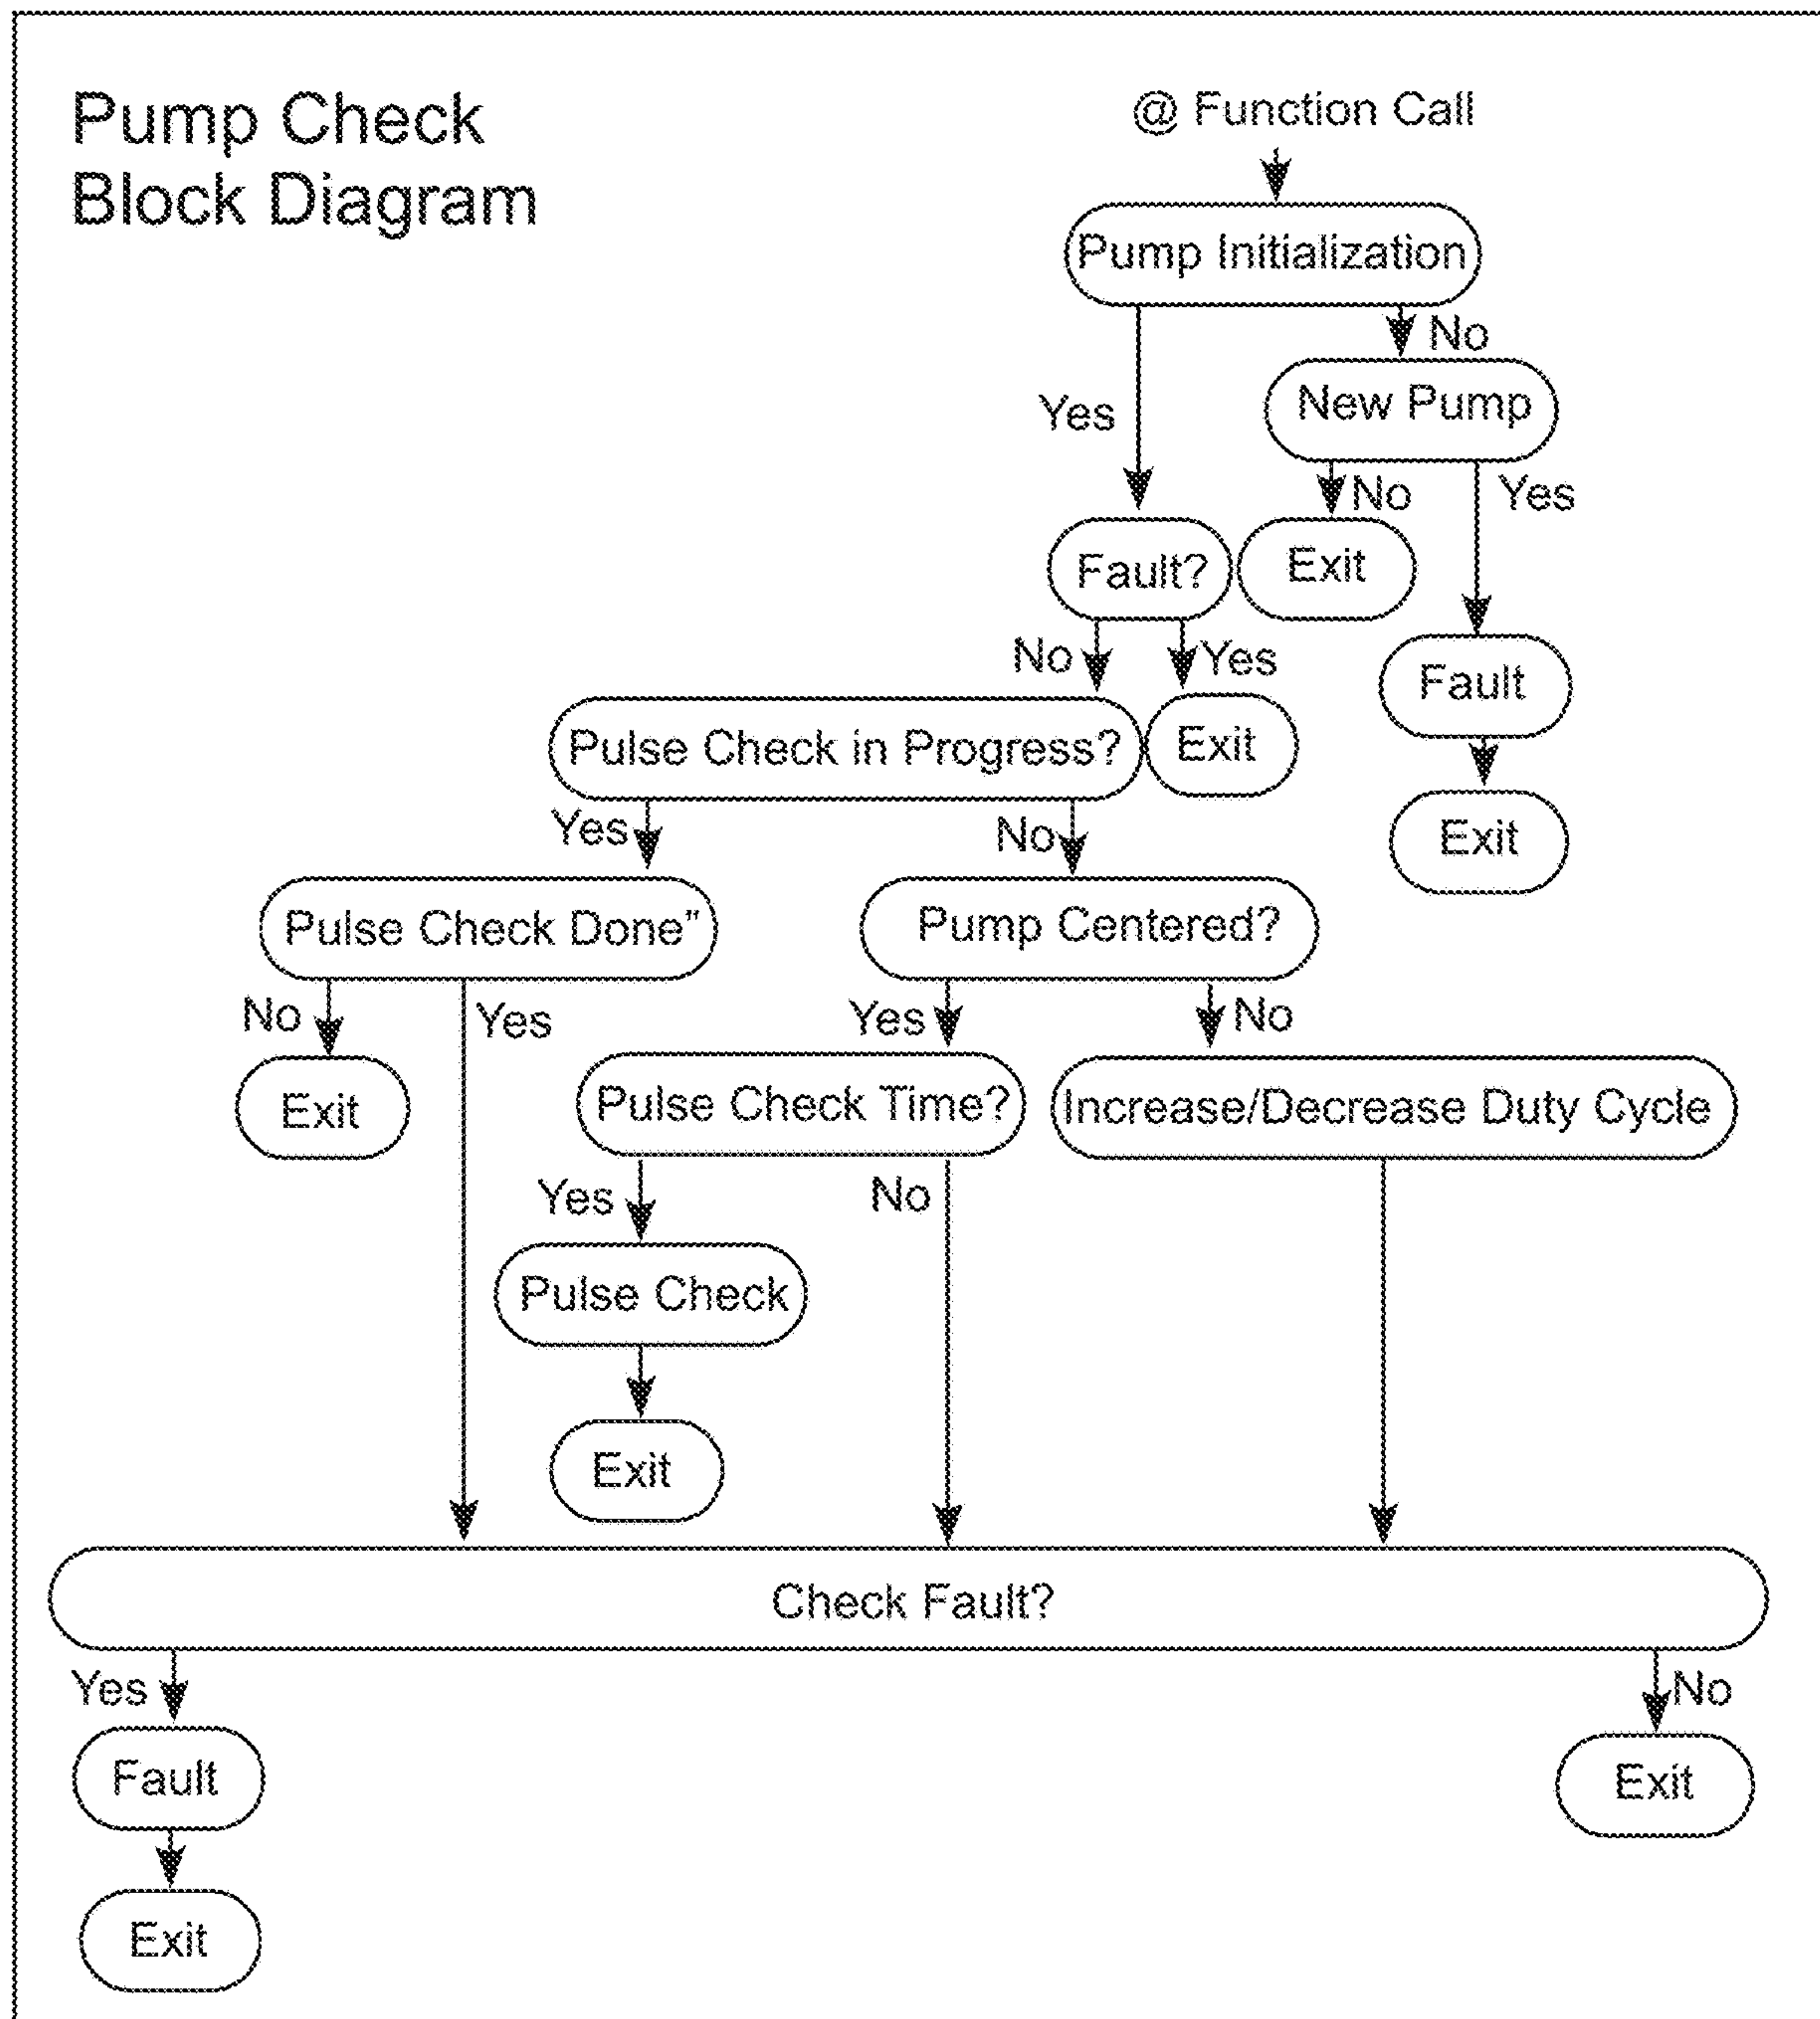 Pump Check
Block Diagram
@ Function Call
Pump Initialization
No
Yes
New Pump
No
Yes
Fault?
Exit
No
Yes
Fault
Pulse Check in Progress?
Exit
Yes
No
Exit
Pulse Check Done”
Pump Centered?
No
Yes
Yes
No
Exit
Pulse Check Time?
Increase/Decrease Duty Cycle
Yes
No
Pulse Check
Exit
Check Fault?
Yes
No
Fault
Exit
Exit